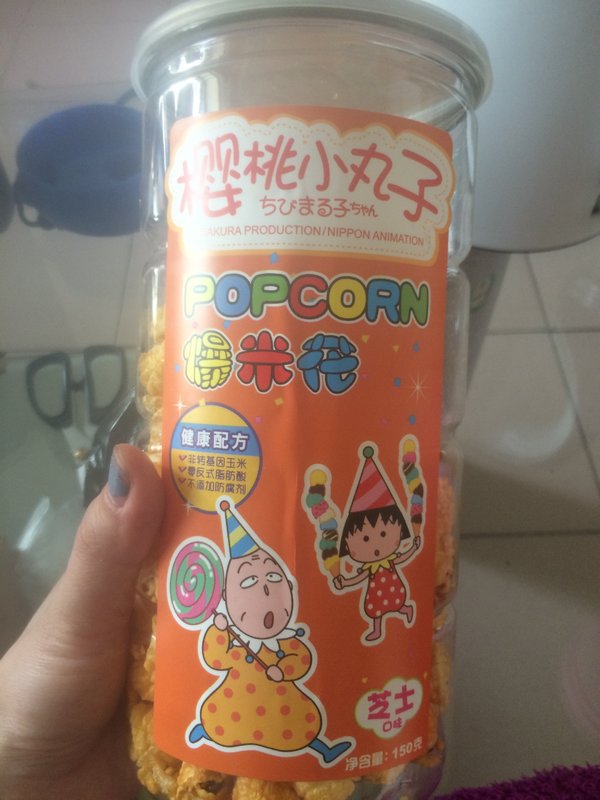 樱桃小丸子
ちびまる子ちゃん
SAKURA PRODUCTION/NIPPON ANIMATION
POPCORN
爆米花
健康配方
非转基因玉米
零反式脂肪酸
不添加防腐剂
芝士
口味
净含量:150克